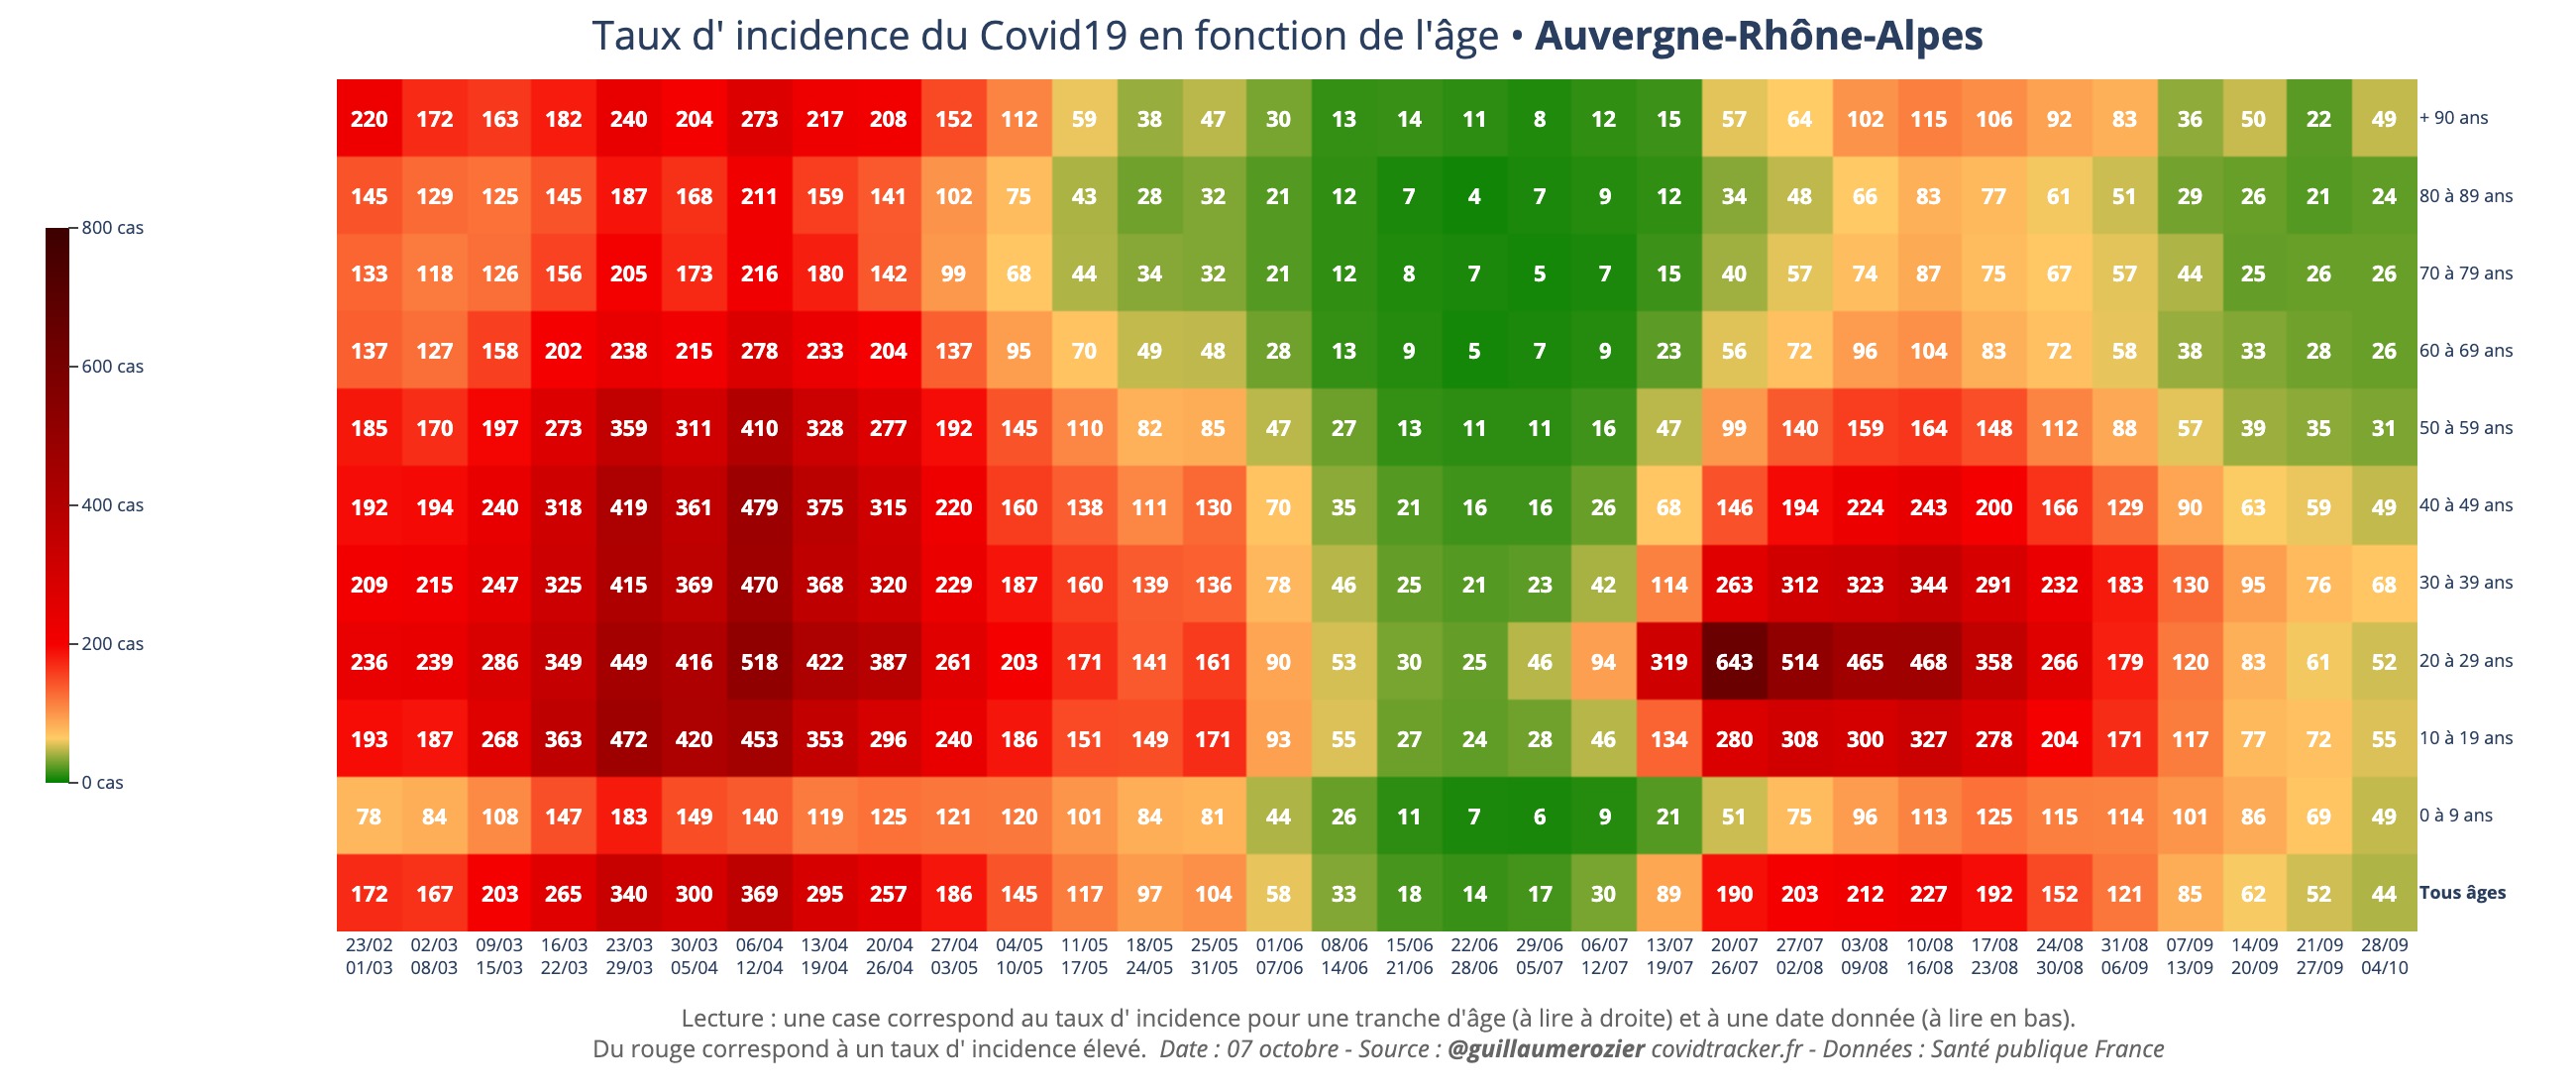 Taux d' incidence du Covid19 en fonction de l'âge • Auvergne-Rhône-Alpes
800 cas
600 cas
400 cas
200 cas
0 cas
220 172 163 182 240 204 273 217 208 152 112 59 38 47 30 13 14 11 8 12 15 57 64 102 115 106 92 83 36 50 22 49 + 90 ans
145 129 125 145 187 168 211 159 141 102 75 43 28 32 21 12 7 4 7 9 12 34 48 66 83 77 61 51 29 26 21 24 80 à 89 ans
133 118 126 156 205 173 216 180 142 99 68 44 34 32 21 12 8 7 5 7 15 40 57 74 87 75 67 57 44 25 26 26 70 à 79 ans
137 127 158 202 238 215 278 233 204 137 95 70 49 48 28 13 9 5 7 9 23 56 72 96 104 83 72 58 38 33 28 26 60 à 69 ans
185 170 197 273 359 311 410 328 277 192 145 110 82 85 47 27 13 11 11 16 47 99 140 159 164 148 112 88 57 39 35 31 50 à 59 ans
192 194 240 318 419 361 479 375 315 220 160 138 111 130 70 35 21 16 16 26 68 146 194 224 243 200 166 129 90 63 59 49 40 à 49 ans
209 215 247 325 415 369 470 368 320 229 187 160 139 136 78 46 25 21 23 42 114 263 312 323 344 291 232 183 130 95 76 68 30 à 39 ans
236 239 286 349 449 416 518 422 387 261 203 171 141 161 90 53 30 25 46 94 319 643 514 465 468 358 266 179 120 83 61 52 20 à 29 ans
193 187 268 363 472 420 453 353 296 240 186 151 149 171 93 55 27 24 28 46 134 280 308 300 327 278 204 171 117 77 72 55 10 à 19 ans
78 84 108 147 183 149 140 119 125 121 120 101 84 81 44 26 11 7 6 9 21 51 75 96 113 125 115 114 101 86 69 49 0 à 9 ans
172 167 203 265 340 300 369 295 257 186 145 117 97 104 58 33 18 14 17 30 89 190 203 212 227 192 152 121 85 62 52 44 Tous âges
23/02 02/03 09/03 16/03 23/03 30/03 06/04 13/04 20/04 27/04 04/05 11/05 18/05 25/05 01/06 08/06 15/06 22/06 29/06 06/07 13/07 20/07 27/07 03/08 10/08 17/08 24/08 31/08 07/09 14/09 21/09 28/09
01/03 08/03 15/03 22/03 29/03 05/04 12/04 19/04 26/04 03/05 10/05 17/05 24/05 31/05 07/06 14/06 21/06 28/06 05/07 12/07 19/07 26/07 02/08 09/08 16/08 23/08 30/08 06/09 13/09 20/09 27/09 04/10
Lecture : une case correspond au taux d' incidence pour une tranche d'âge (à lire à droite) et à une date donnée (à lire en bas).
Du rouge correspond à un taux d' incidence élevé. Date : 07 octobre - Source : @guillaumerozier covidtracker.fr - Données : Santé publique France